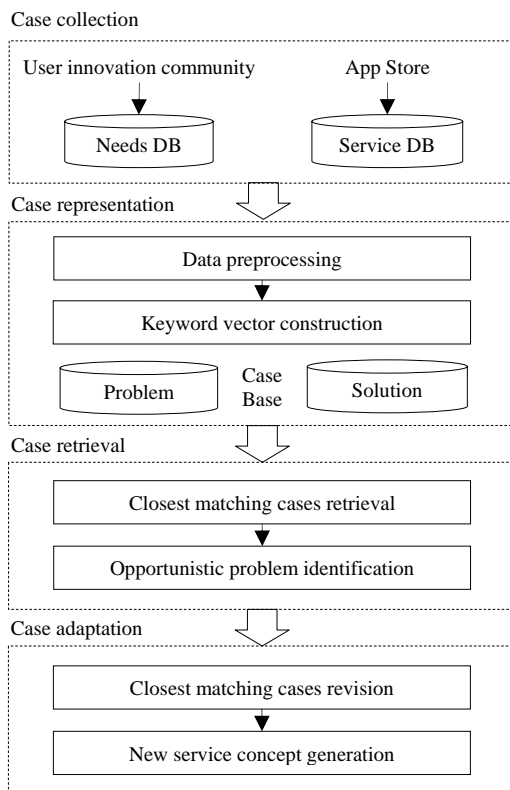 Case collection
User innovation community
App Store
Needs DB
Service DB
Case representation
Data preprocessing
Keyword vector construction
Problem
Case
Base
Solution
Case retrieval
Closest matching cases retrieval
Opportunistic problem identification
Case adaptation
Closest matching cases revision
New service concept generation